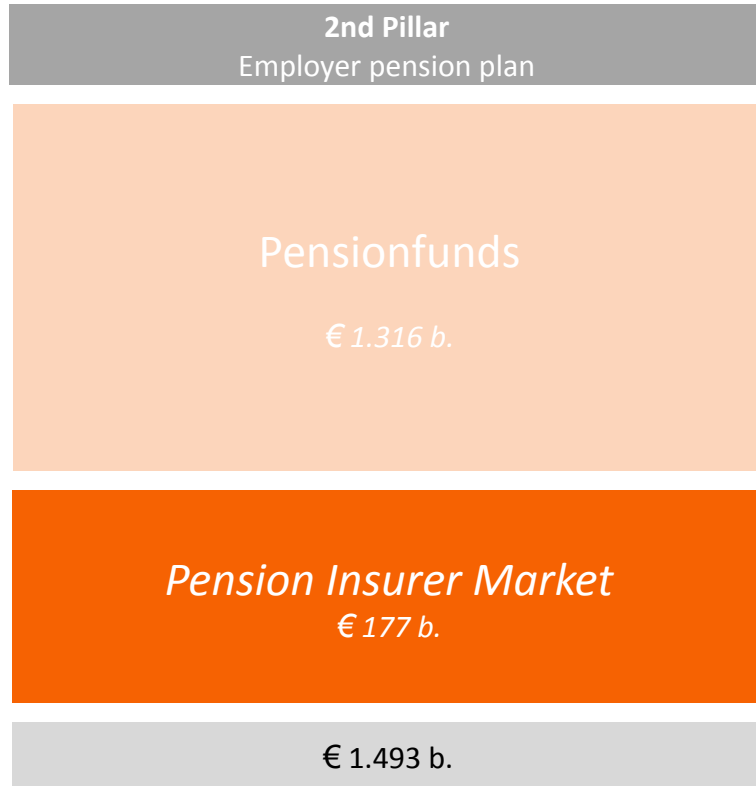 2nd Pillar
Employer pension plan
Pensionfunds
€ 1.316 b.
Pension Insurer Market
€ 177 b.
€ 1.493 b.